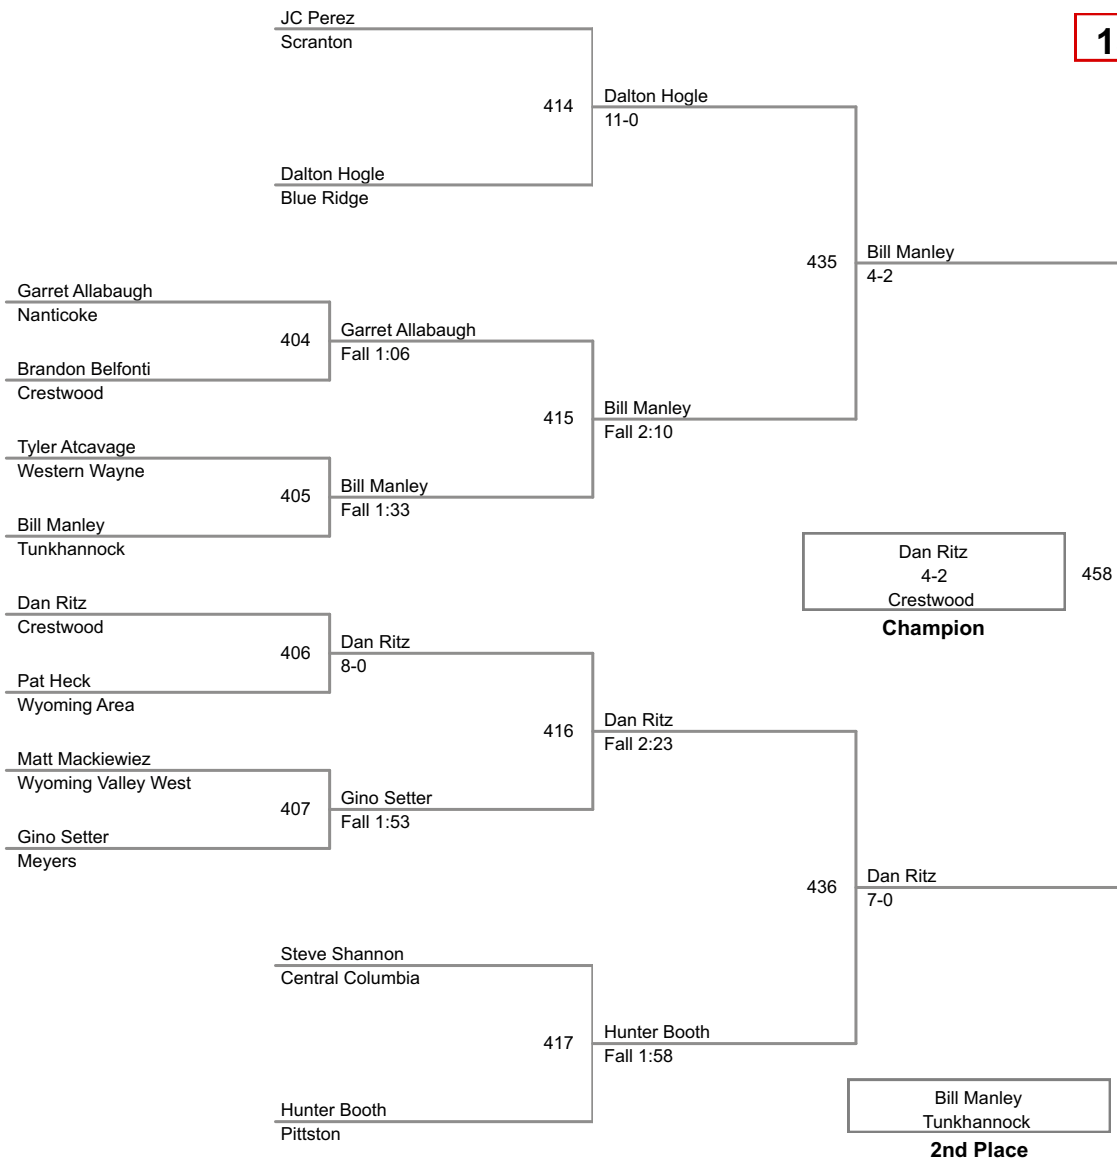 JC Perez
Scranton
1
414
Dalton Hogle
11-0
Dalton Hogle
Blue Ridge
435
Bill Manley
4-2
Garret Allabaugh
Nanticoke
404
Garret Allabaugh
Fall 1:06
Brandon Belfonti
Crestwood
415
Bill Manley
Fall 2:10
Tyler Atcavage
Western Wayne
405
Bill Manley
Fall 1:33
Bill Manley
Tunkhannock
Dan Ritz
4-2
Crestwood
458
Champion
Dan Ritz
Crestwood
406
Dan Ritz
8-0
Pat Heck
Wyoming Area
416
Dan Ritz
Fall 2:23
Matt Mackiewiez
Wyoming Valley West
407
Gino Setter
Fall 1:53
Gino Setter
Meyers
436
Dan Ritz
7-0
Steve Shannon
Central Columbia
417
Hunter Booth
Fall 1:58
Hunter Booth
Pittston
Bill Manley
Tunkhannock
2nd Place